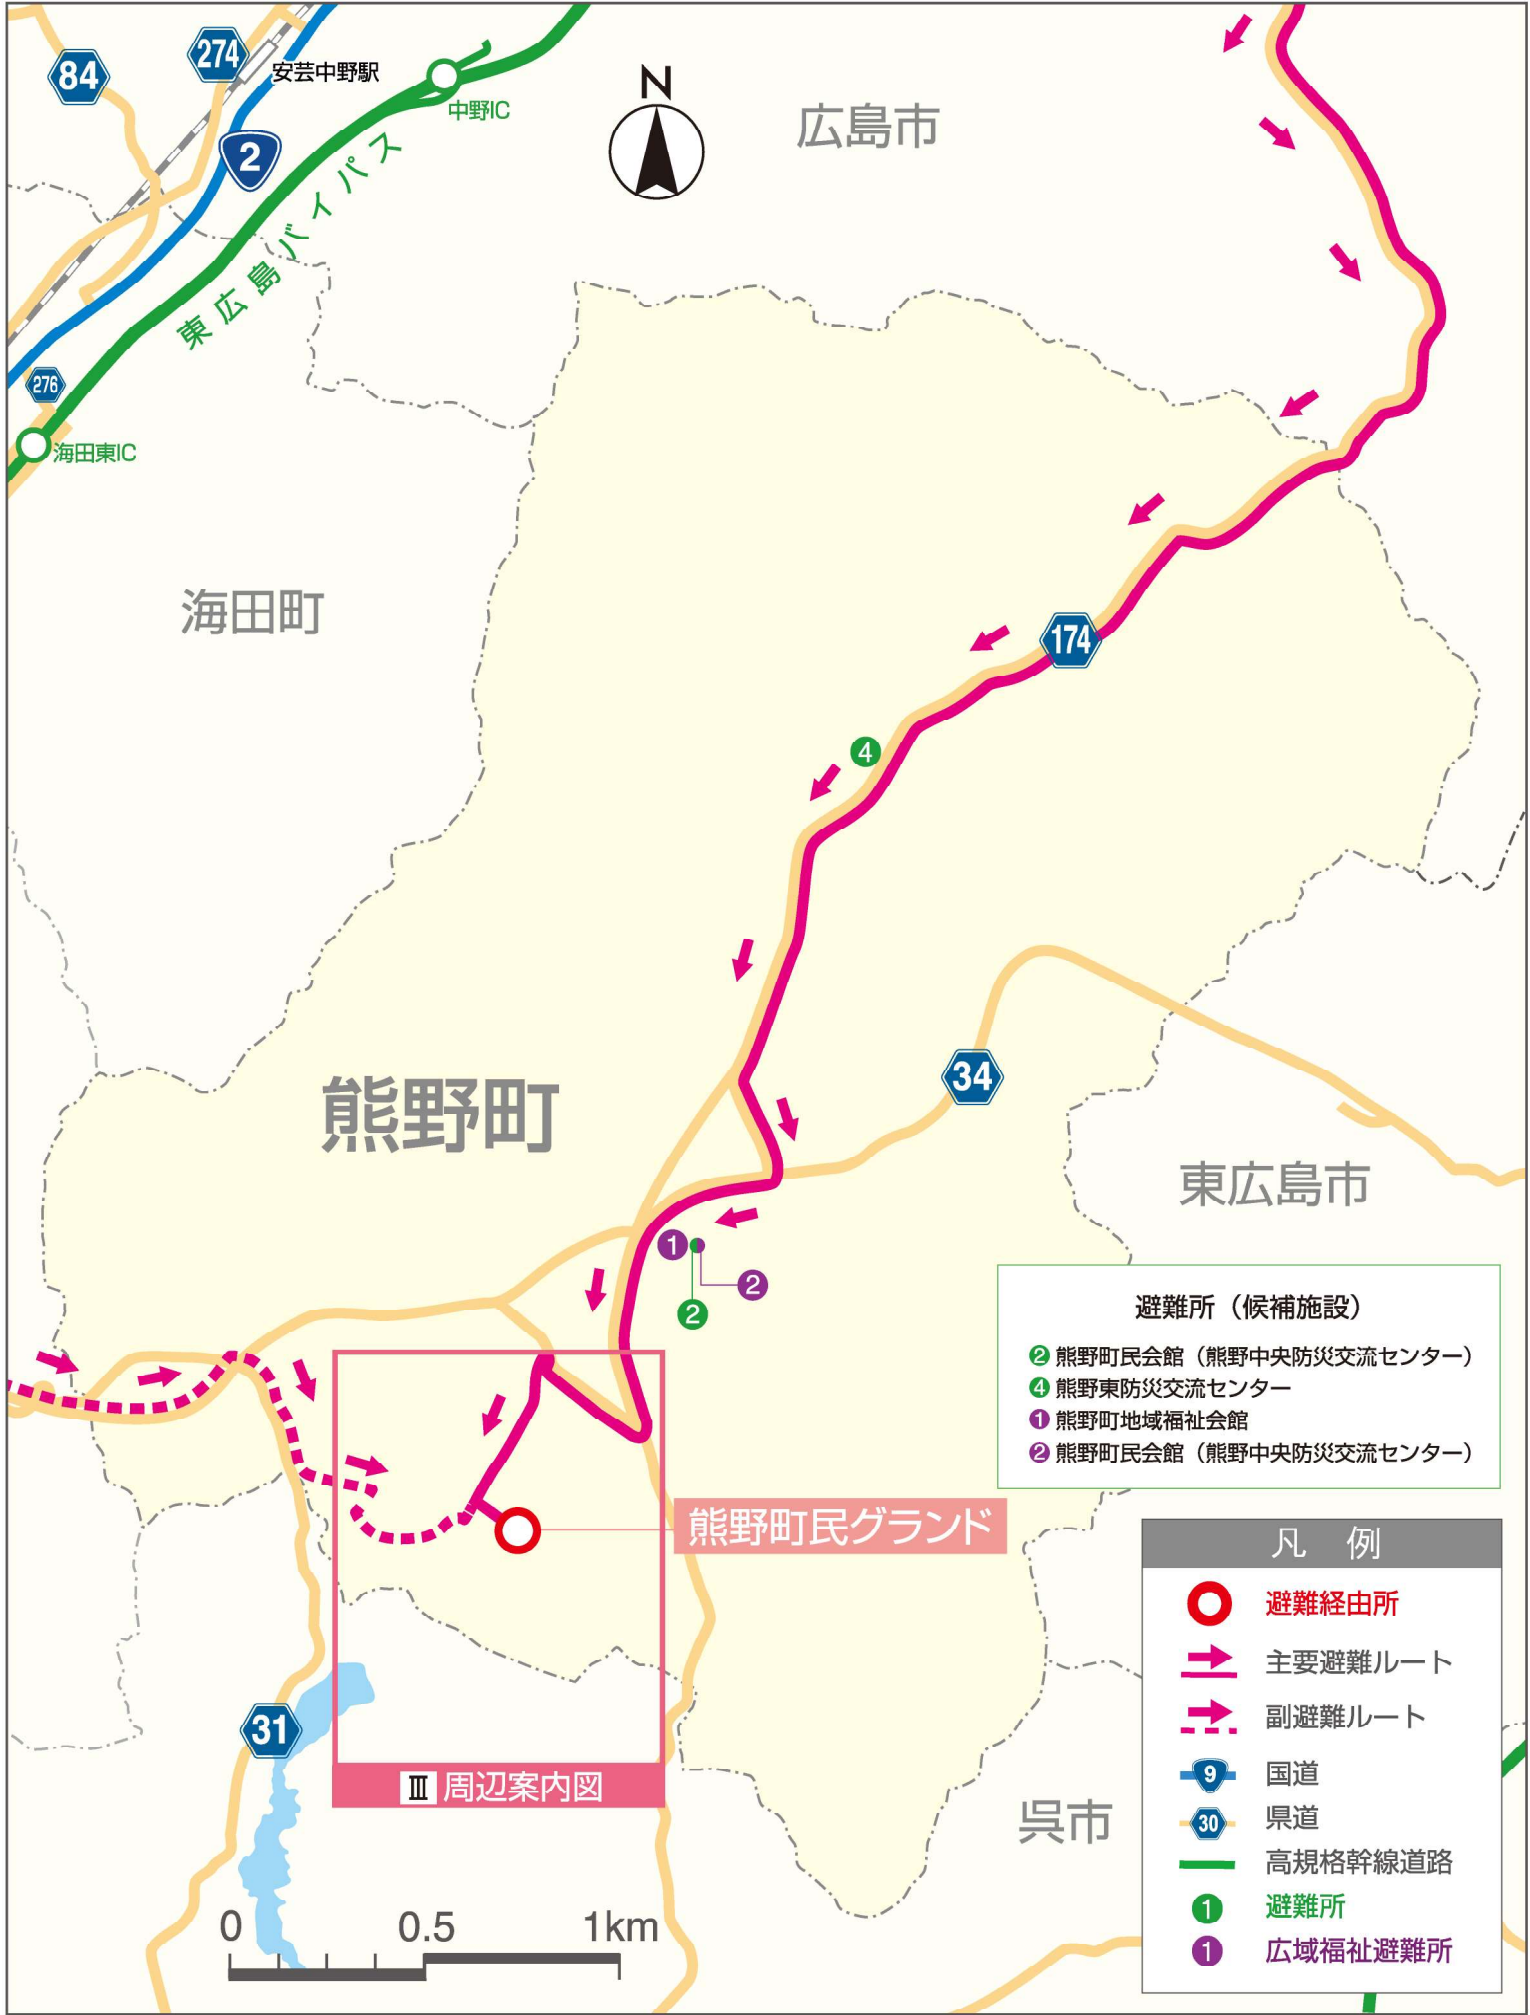 84
274
安芸中野駅
中野IC
2
東広島バイパス
276
海田東IC
N
広島市
海田町
174
4
熊野町
34
東広島市
1
2
2
避難所（候補施設）
2 熊野町民会館（熊野中央防災交流センター）
4 熊野東防災交流センター
1 熊野町地域福祉会館
2 熊野町民会館（熊野中央防災交流センター）
熊野町民グランド
31
Ⅲ 周辺案内図
呉市
凡 例
避難経由所
主要避難ルート
副避難ルート
9 国道
30 県道
高規格幹線道路
1 避難所
1 広域福祉避難所
0 0.5 1km